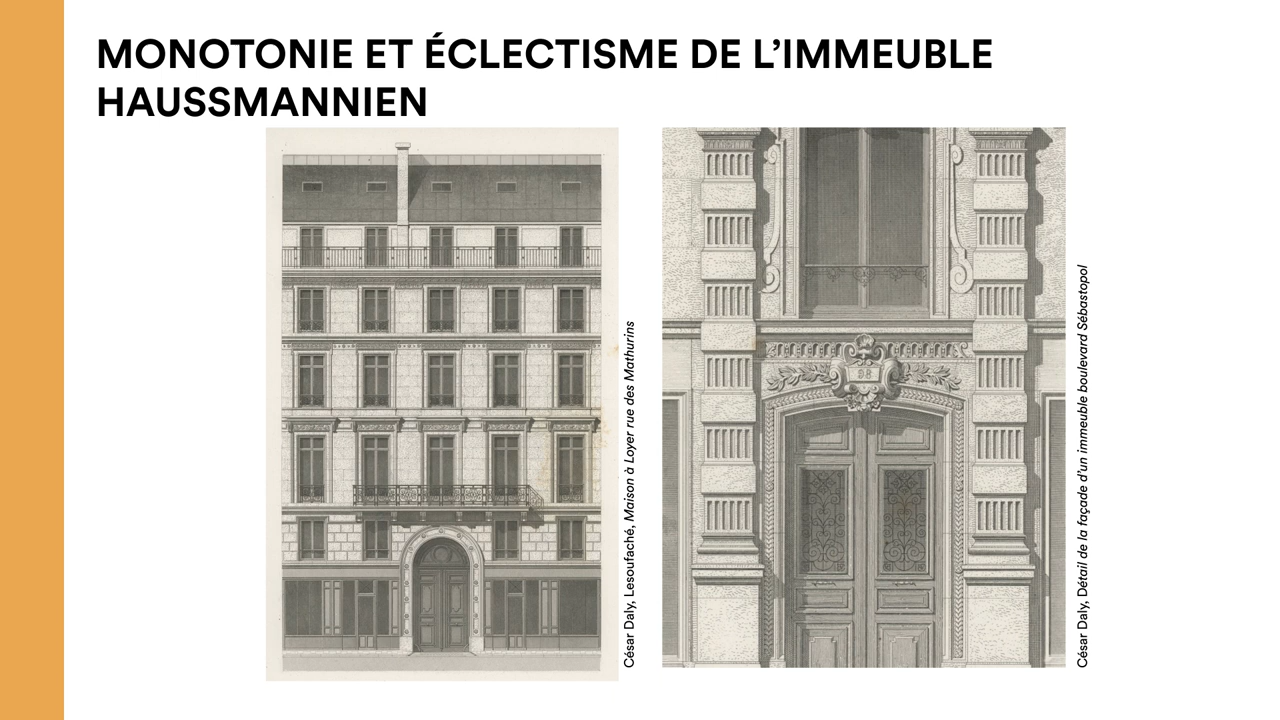 MONOTONIE ET ÉCLECTISME DE L’IMMEUBLE
HAUSSMANNIEN
César Daly, Lesoufaché, Maison à Loyer rue des Mathurins
98
César Daly, Détail de la façade d’un immeuble boulevard Sébastopol